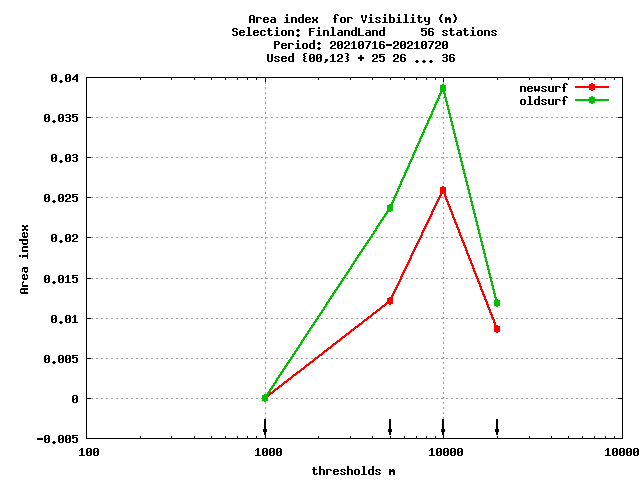 Area index  for Visibility (m)
Selection: FinlandLand     56 stations
Period: 20210716-20210720
Used {00,12} + 25 26 ... 36
newsurf
oldsurf
0.04
0.035
0.03
0.025
0.02
0.015
0.01
0.005
0
-0.005
Area index
100 1000 10000 10000
thresholds m